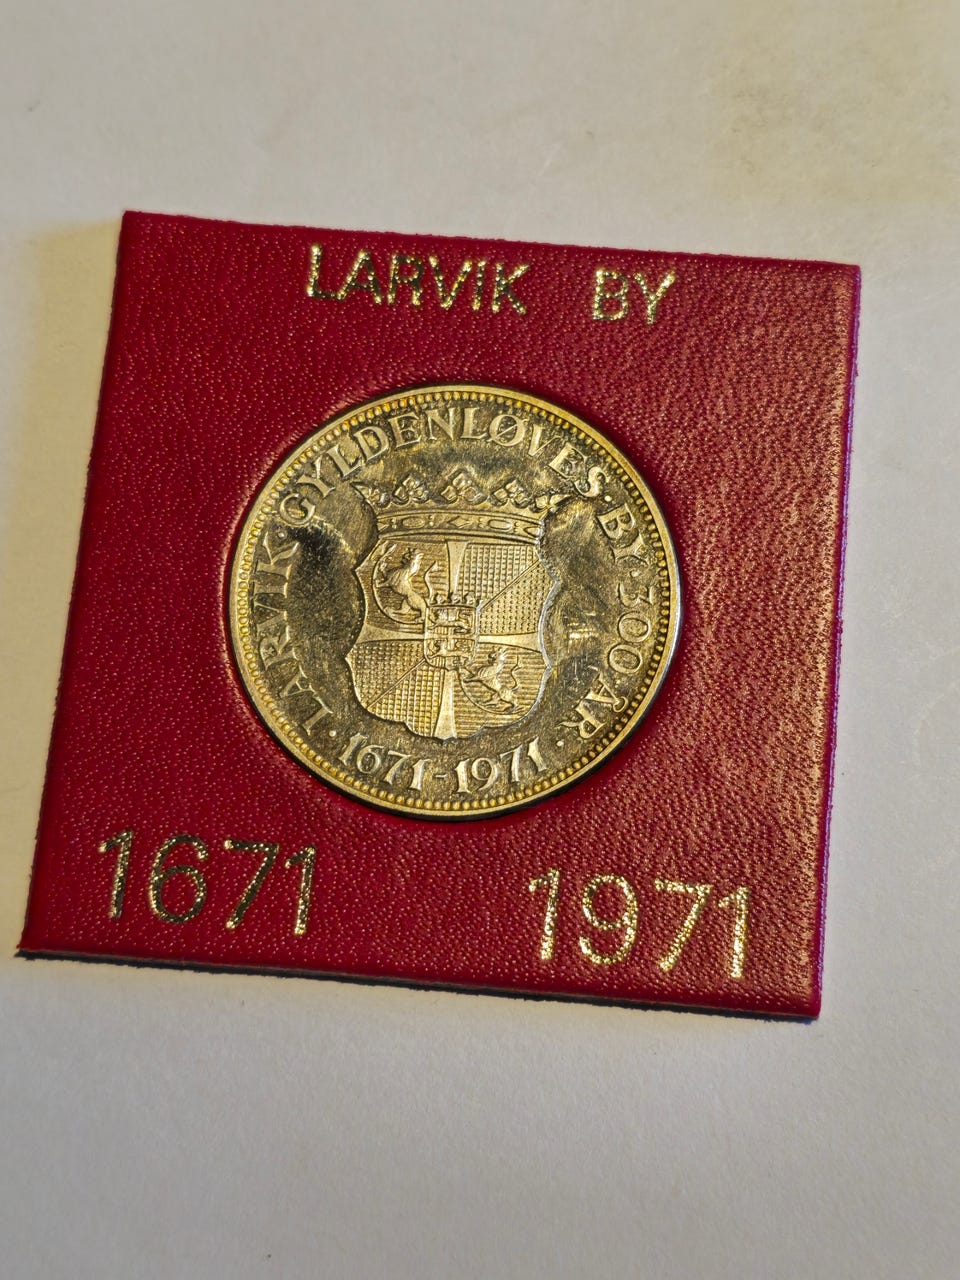 LARVIK BY
LARVIK·GYLDENLØVES·BY·300·ÅR·
1671-1971
1671 1971